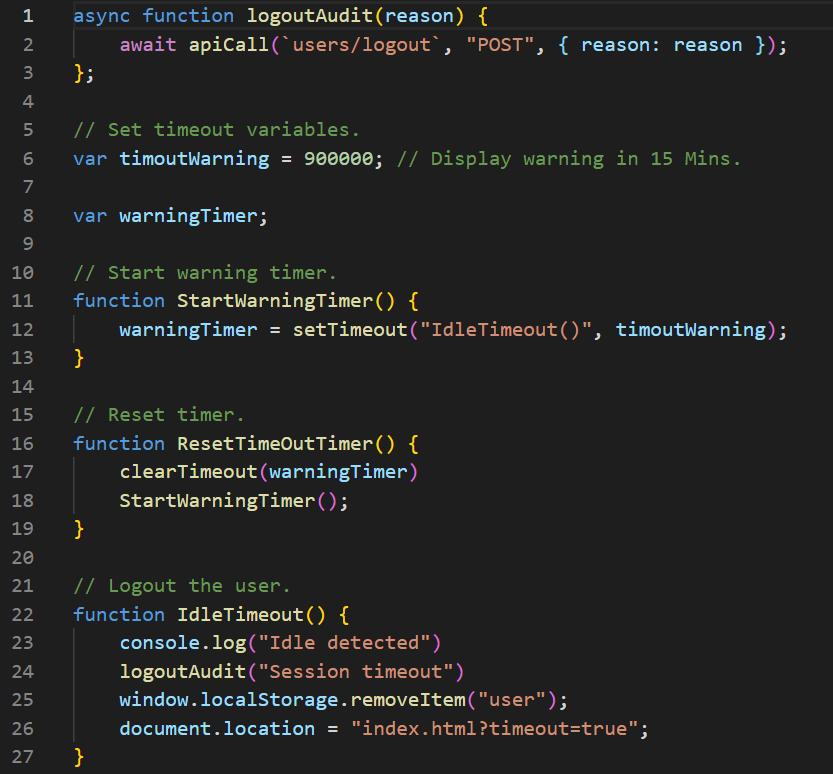 1 async function logoutAudit(reason) {
2     await apiCall(`users/logout`, "POST", { reason: reason });
3 };
4
5 // Set timeout variables.
6 var timoutWarning = 900000; // Display warning in 15 Mins.
7
8 var warningTimer;
9
10 // Start warning timer.
11 function StartWarningTimer() {
12     warningTimer = setTimeout("IdleTimeout()", timoutWarning);
13 }
14
15 // Reset timer.
16 function ResetTimeOutTimer() {
17     clearTimeout(warningTimer)
18     StartWarningTimer();
19 }
20
21 // Logout the user.
22 function IdleTimeout() {
23     console.log("Idle detected")
24     logoutAudit("Session timeout")
25     window.localStorage.removeItem("user");
26     document.location = "index.html?timeout=true";
27 }